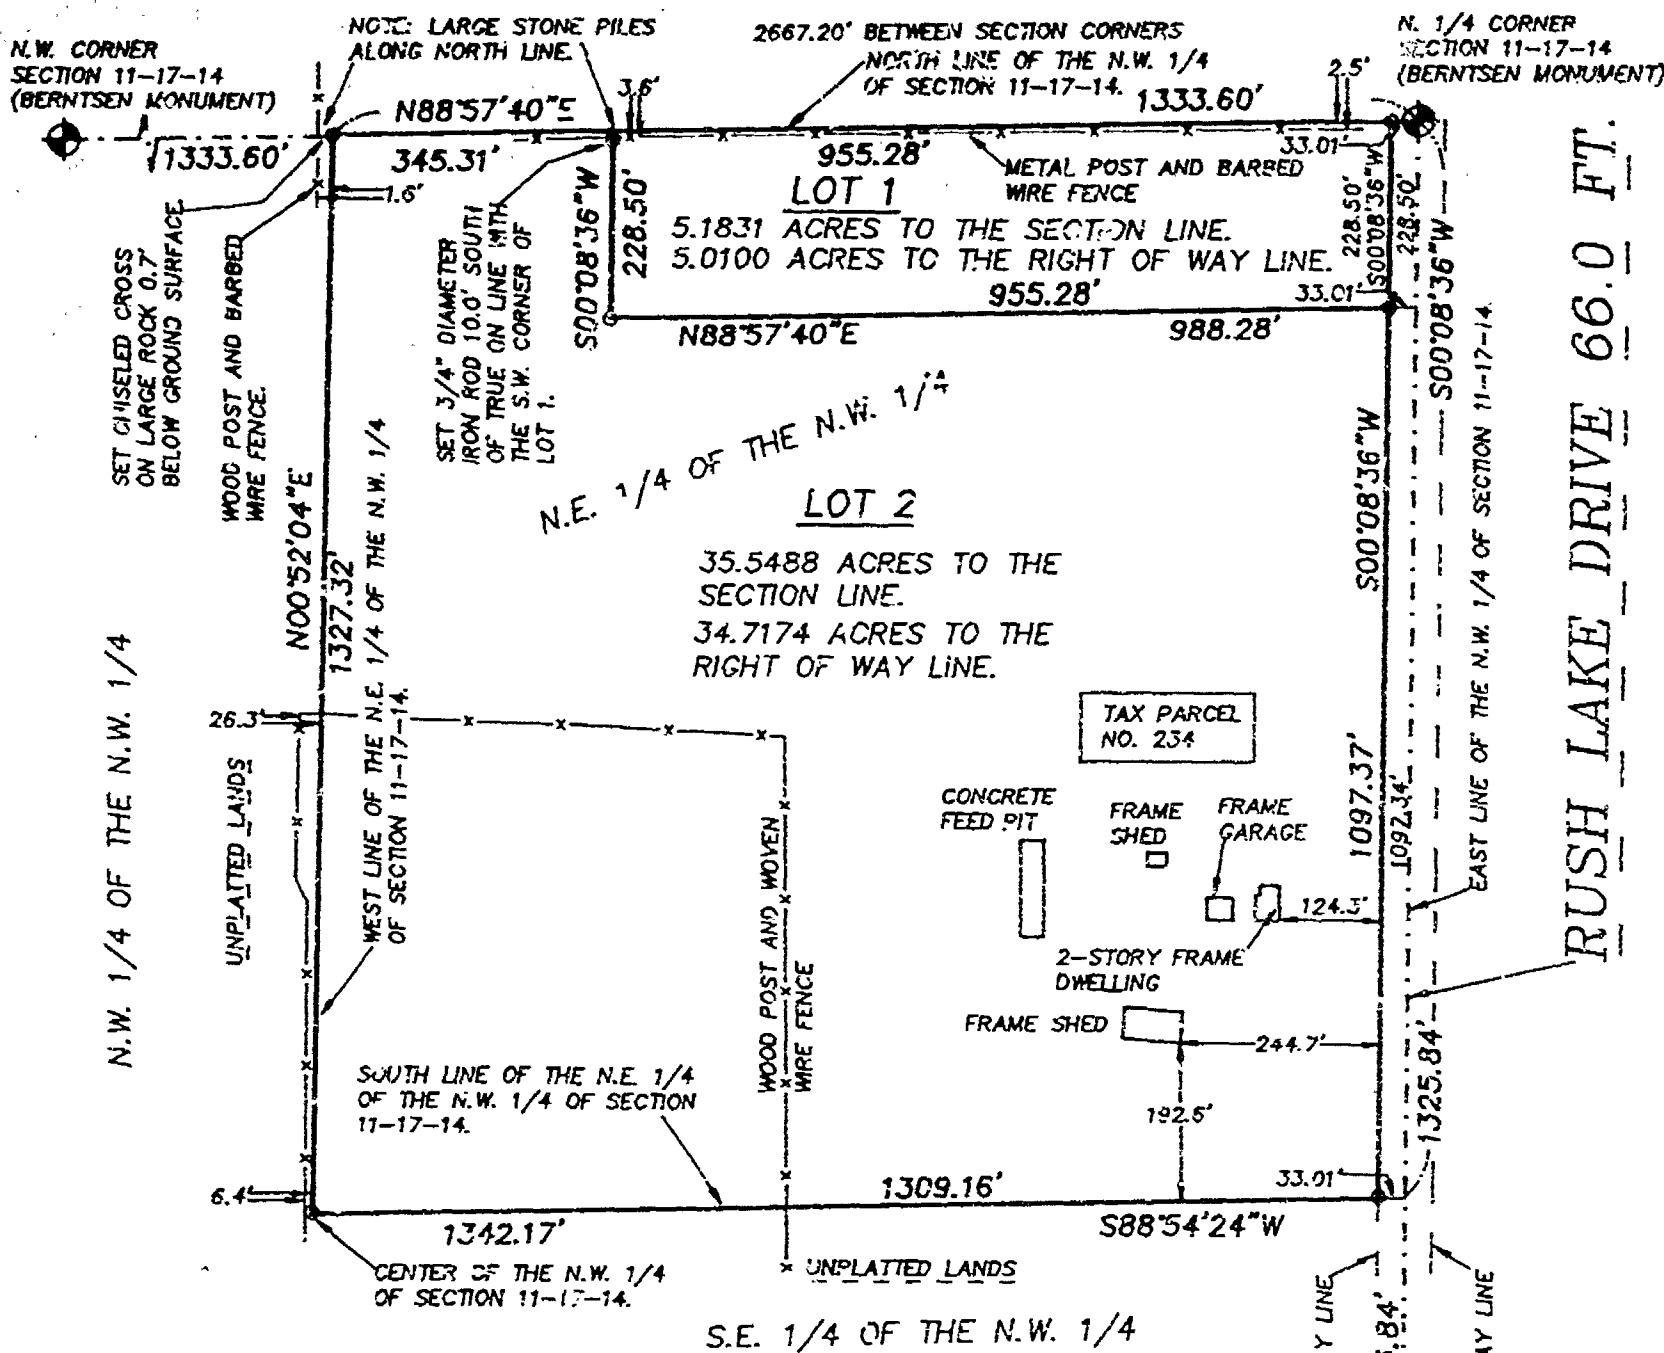 N.W. CORNER
SECTION 11-17-14
(BERNTSEN MONUMENT)
NOTE: LARGE STONE PILES
ALONG NORTH LINE.
2667.20' BETWEEN SECTION CORNERS
NORTH LINE OF THE N.W. 1/4
OF SECTION 11-17-14.
N. 1/4 CORNER
SECTION 11-17-14
(BERNTSEN MONUMENT)
2.5'
3.6'
N88°57'40"E
1333.60'
1333.60'
345.31'
955.28'
33.01'
METAL POST AND BARBED
WIRE FENCE
1.6'
LOT 1
5.1831 ACRES TO THE SECTION LINE.
5.0100 ACRES TO THE RIGHT OF WAY LINE.
S00°08'36"W
228.50'
228.50'
S00°08'36"W
228.50'
S00°08'36"W
955.28'
33.01'
N88°57'40"E
988.28'
SET CHISELED CROSS
ON LARGE ROCK 0.7'
BELOW GROUND SURFACE.
WOOD POST AND BARBED
WIRE FENCE.
SET 3/4" DIAMETER
IRON ROD 10.0' SOUTH
OF TRUE ON LINE WITH
THE S.W. CORNER OF
LOT 1.
N.E. 1/4 OF THE N.W. 1/4
LOT 2
35.5488 ACRES TO THE
SECTION LINE.
34.7174 ACRES TO THE
RIGHT OF WAY LINE.
N00°52'04"E
1327.32'
WEST LINE OF THE N.E. 1/4 OF THE N.W. 1/4
OF SECTION 11-17-14.
N.W. 1/4 OF THE N.W. 1/4
UNPLATTED LANDS
26.3'
S00°08'36"W
1097.37'
1092.34'
EAST LINE OF THE N.W. 1/4 OF SECTION 11-17-14.
RUSH LAKE DRIVE 66.0 FT.
TAX PARCEL
NO. 234
CONCRETE
FEED PIT
FRAME
SHED
FRAME
GARAGE
124.3'
2-STORY FRAME
DWELLING
FRAME SHED
244.7'
WOOD POST AND WOVEN
WIRE FENCE
SOUTH LINE OF THE N.E. 1/4
OF THE N.W. 1/4 OF SECTION
11-17-14.
1325.84'
6.4'
1309.16'
33.01'
1342.17'
S88°54'24"W
CENTER OF THE N.W. 1/4
OF SECTION 11-17-14.
UNPLATTED LANDS
S.E. 1/4 OF THE N.W. 1/4
LINE
.84'
LINE